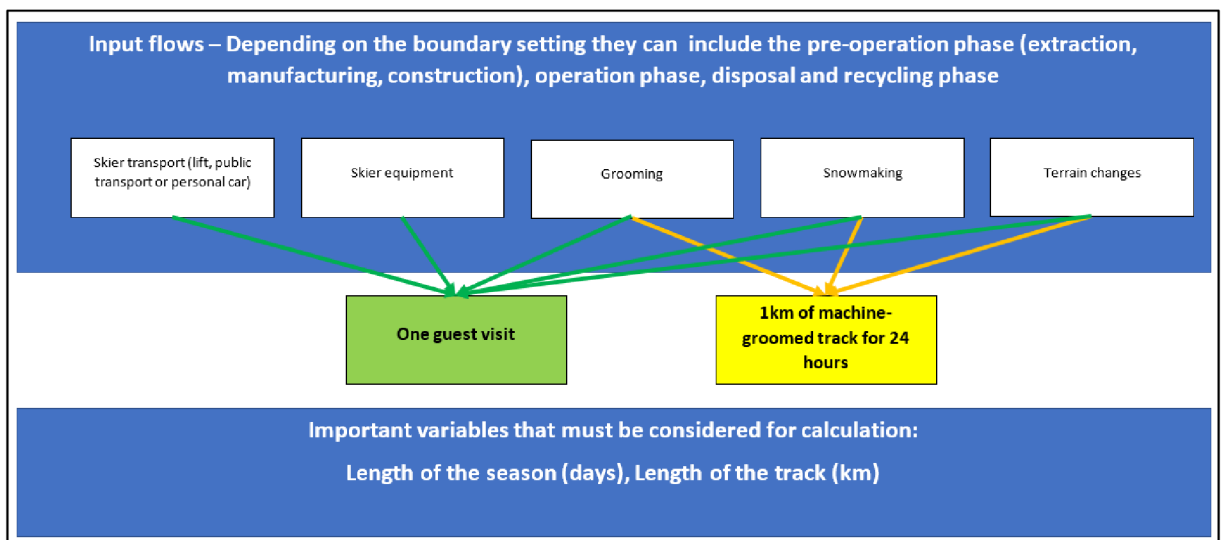 Input flows – Depending on the boundary setting they can  include the pre-operation phase (extraction,
manufacturing, construction), operation phase, disposal and recycling phase
Skier transport (lift, public
transport or personal car)
Skier equipment
Grooming
Snowmaking
Terrain changes
One guest visit
1km of machine-
groomed track for 24
hours
Important variables that must be considered for calculation:
Length of the season (days), Length of the track (km)